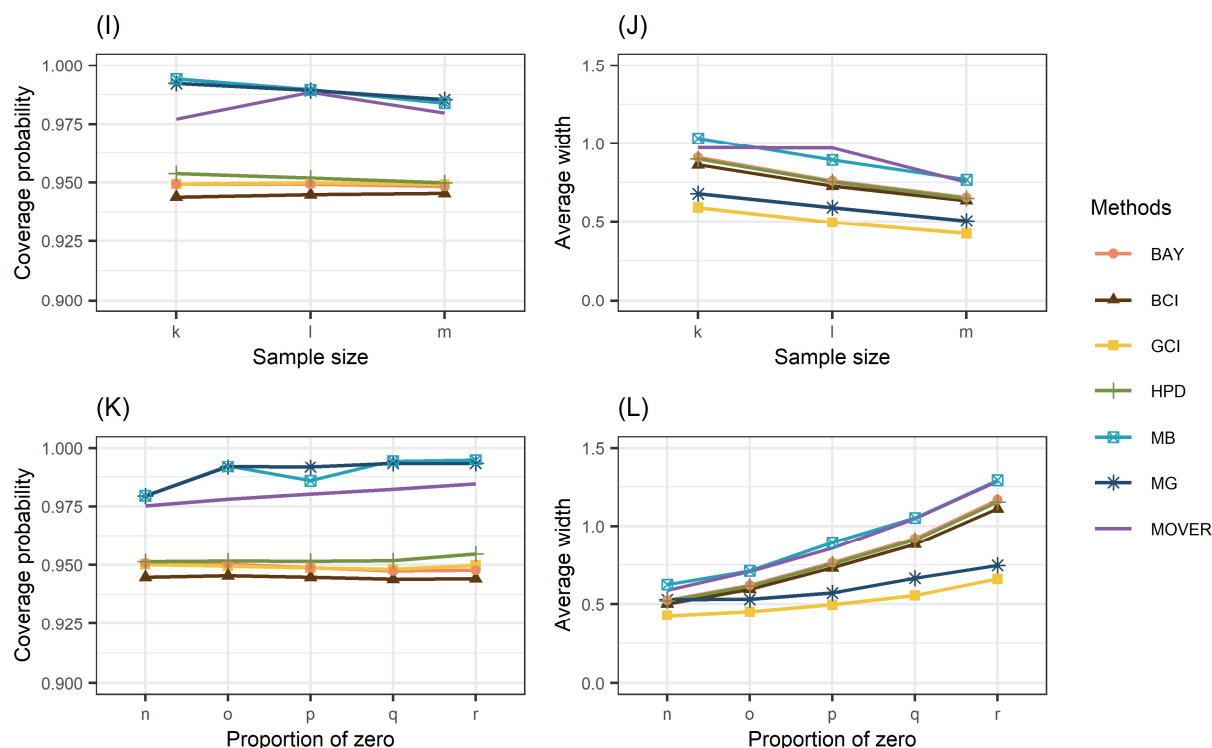 (I)
Coverage probability
1.000
0.975
0.950
0.925
0.900
k l m
Sample size
(J)
Average width
1.5
1.0
0.5
0.0
k l m
Sample size
(K)
Coverage probability
1.000
0.975
0.950
0.925
0.900
n o p q r
Proportion of zero
(L)
Average width
1.5
1.0
0.5
0.0
n o p q r
Proportion of zero
Methods
BAY
BCI
GCI
HPD
MB
MG
MOVER